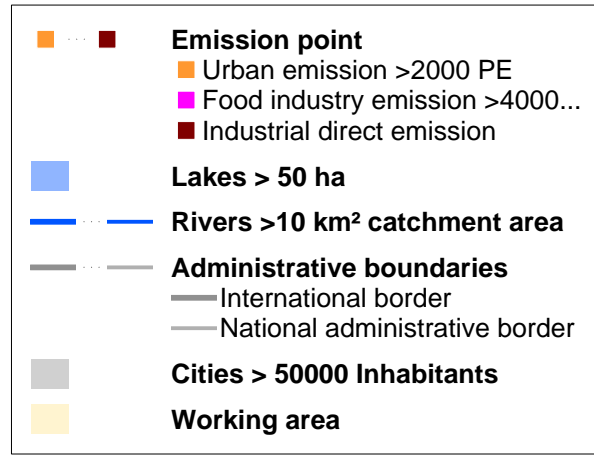 Emission point
Urban emission >2000 PE
Food industry emission >4000...
Industrial direct emission
Lakes > 50 ha
Rivers >10 km² catchment area
Administrative boundaries
International border
National administrative border
Cities > 50000 Inhabitants
Working area